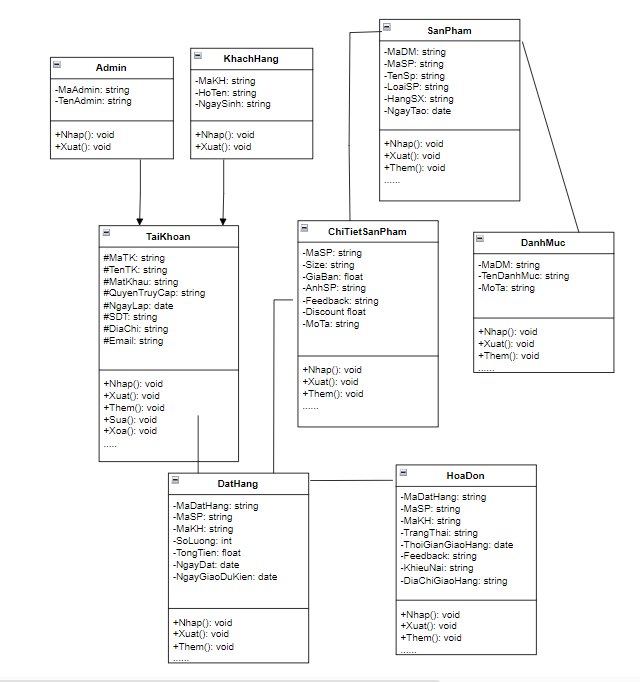 Admin
-MaAdmin: string
-TenAdmin: string
+Nhap(): void
+Xuat(): void
KhachHang
-MaKH: string
-HoTen: string
-NgaySinh: string
+Nhap(): void
+Xuat(): void
SanPham
-MaDM: string
-MaSP: string
-TenSp: string
-LoaiSP: string
-HangSX: string
-NgayTao: date
+Nhap(): void
+Xuat(): void
+Them(): void
......
TaiKhoan
#MaTK: string
#TenTK: string
#MatKhau: string
#QuyenTruyCap: string
#NgayLap: date
#SDT: string
#DiaChi: string
#Email: string
+Nhap(): void
+Xuat(): void
+Them(): void
+Sua(): void
+Xoa(): void
.....
ChiTietSanPham
-MaSP: string
-Size: string
-GiaBan: float
-AnhSP: string
-Feedback: string
-Discount float
-MoTa: string
+Nhap(): void
+Xuat(): void
+Them(): void
......
DanhMuc
-MaDM: string
-TenDanhMuc: string
-MoTa: string
+Nhap(): void
+Xuat(): void
+Them(): void
......
DatHang
-MaDatHang: string
-MaSP: string
-MaKH: string
-SoLuong: int
-TongTien: float
-NgayDat: date
-NgayGiaoDuKien: date
+Nhap(): void
+Xuat(): void
+Them(): void
......
HoaDon
-MaDatHang: string
-MaSP: string
-MaKH: string
-TrangThai: string
-ThoiGianGiaoHang: date
-Feedback: string
-KhieuNai: string
-DiaChiGiaoHang: string
+Nhap(): void
+Xuat(): void
+Them(): void
......